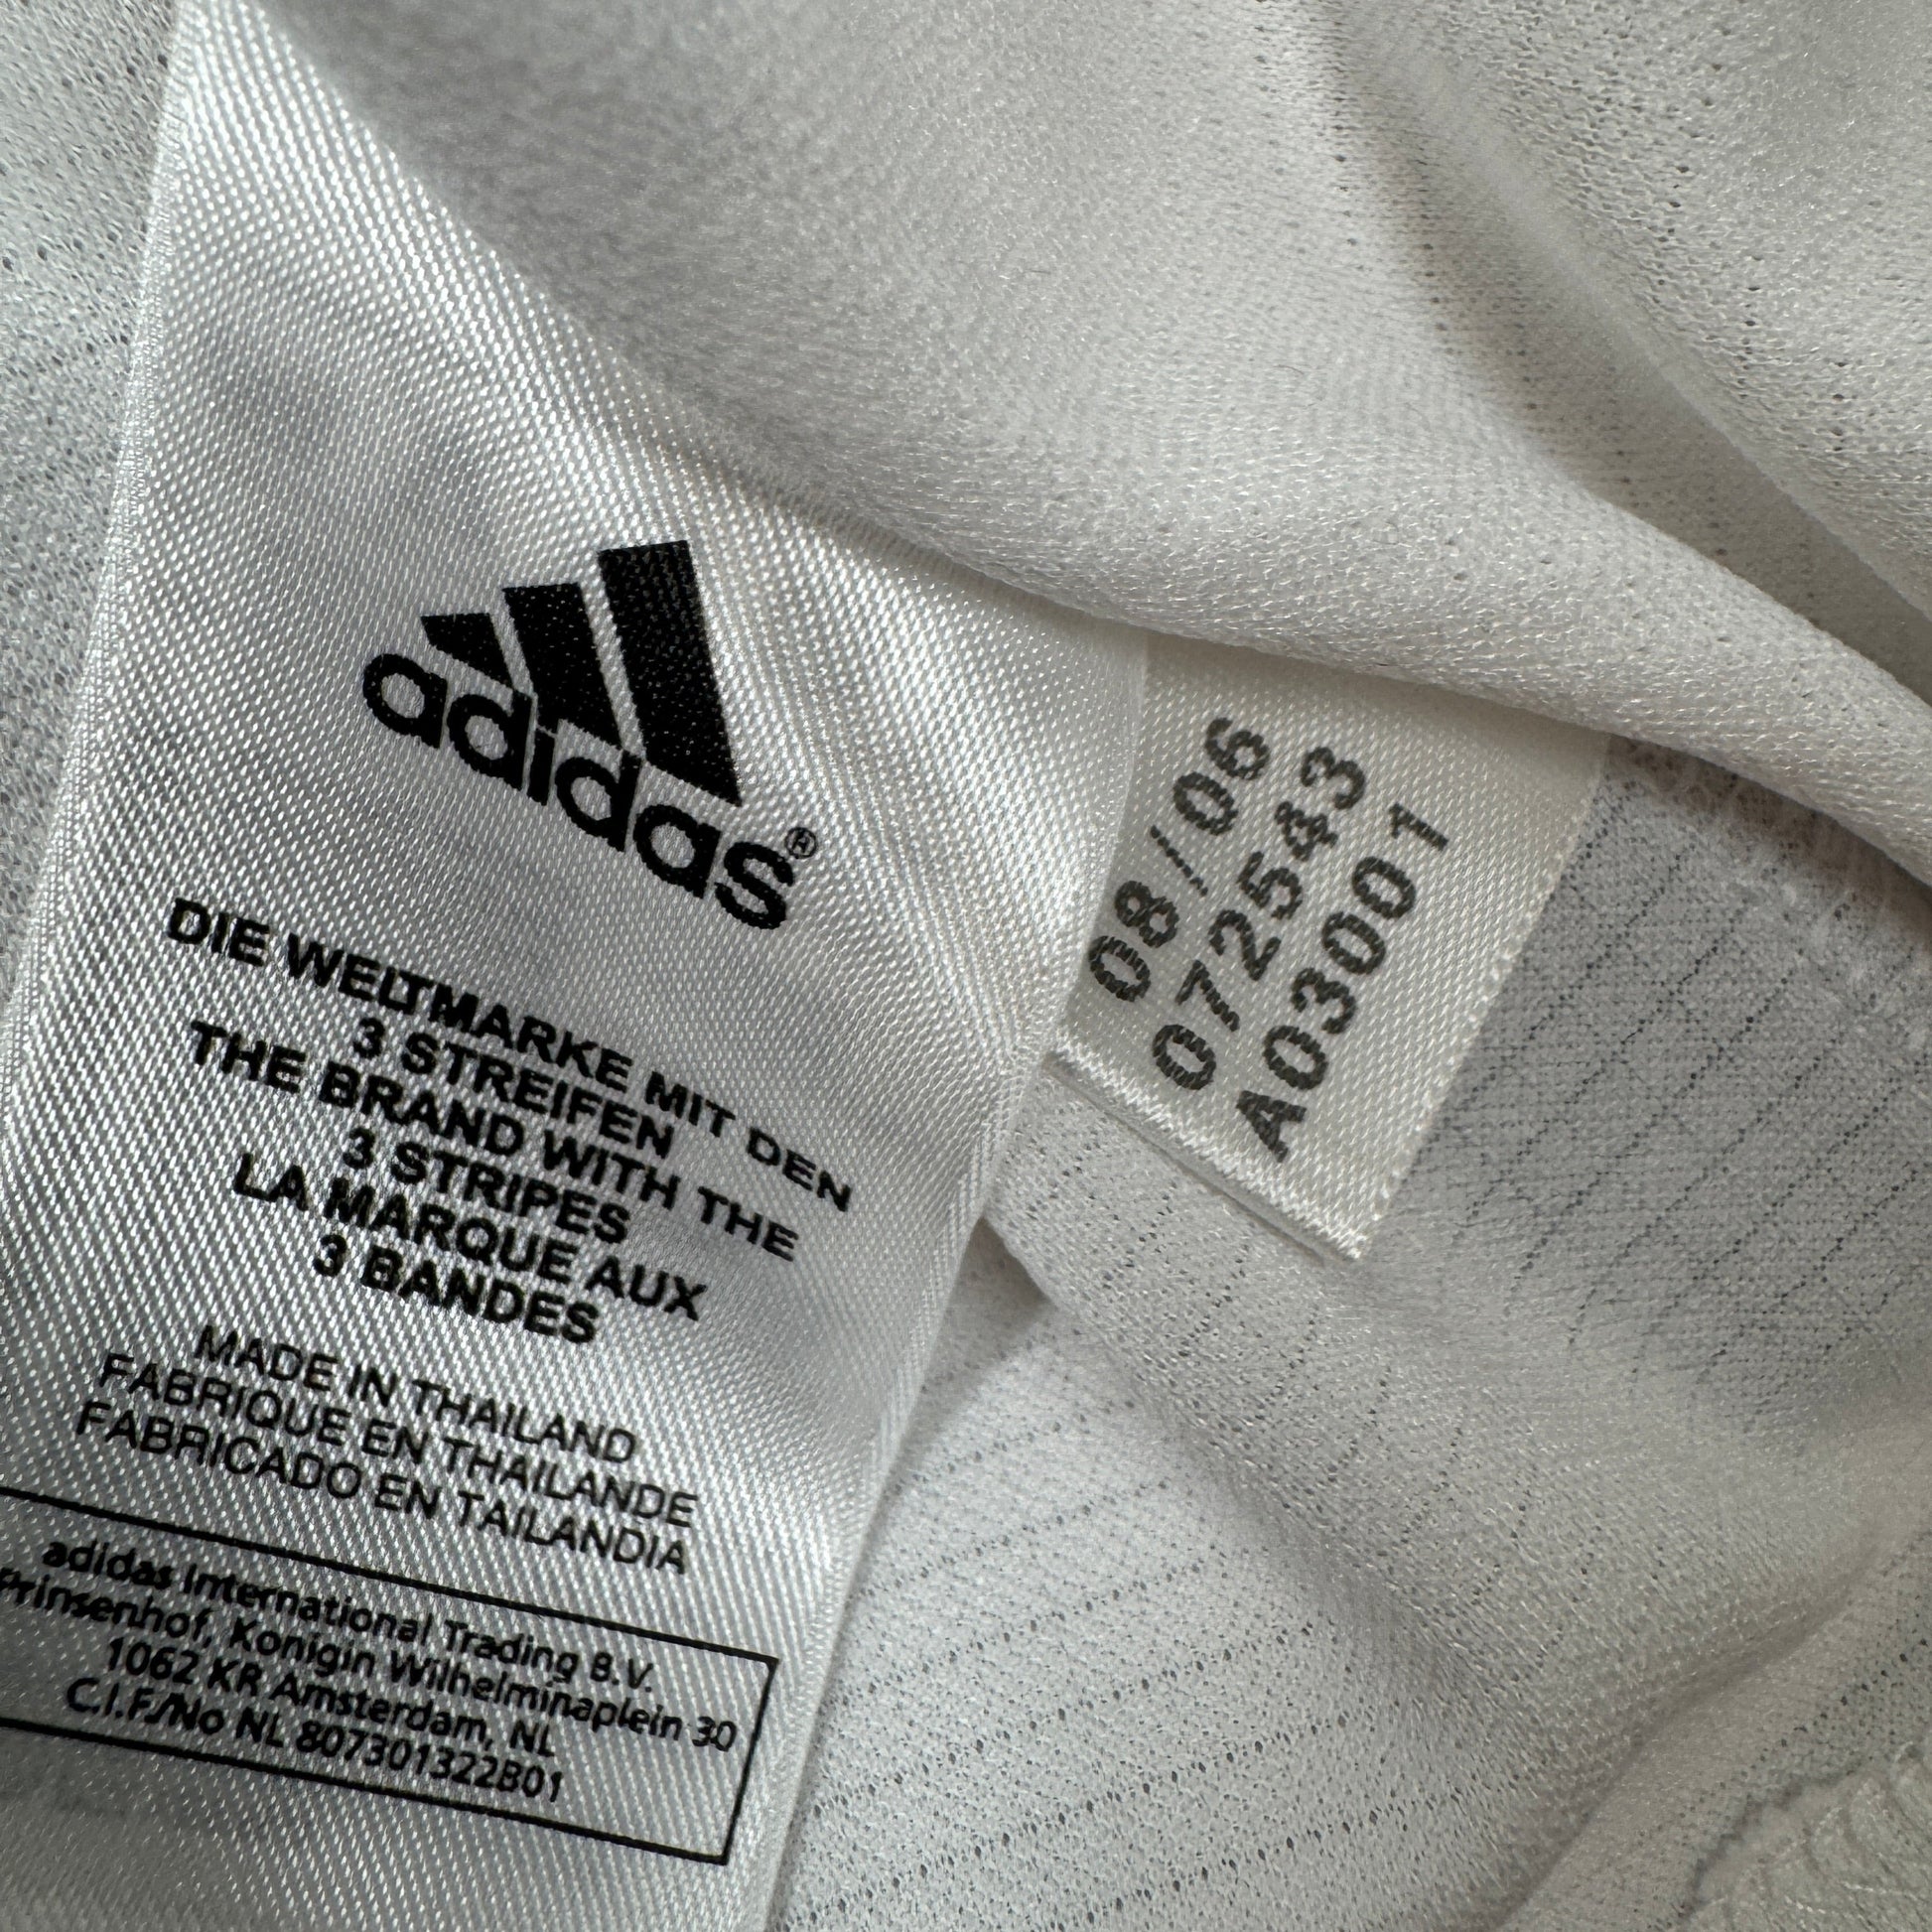 adidas®
DIE WELTMARKE MIT DEN
3 STREIFEN
THE BRAND WITH THE
3 STRIPES
LA MARQUE AUX
3 BANDES
MADE IN THAILAND
FABRIQUE EN THAILANDE
FABRICADO EN TAILANDIA
adidas International Trading B.V.
Prinsenhof, Konigin Wilhelminaplein 30
1062 KR Amsterdam, NL
C.I.F./No NL 807301322B01
08/06
072543
A03001